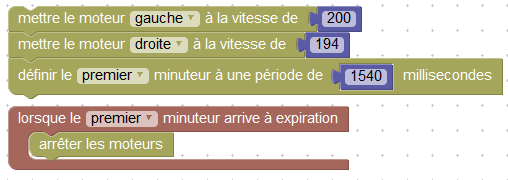 mettre le moteur gauche à la vitesse de 200
mettre le moteur droite à la vitesse de 194
définir le premier minuteur à une période de 1540 millisecondes
lorsque le premier minuteur arrive à expiration
arrêter les moteurs